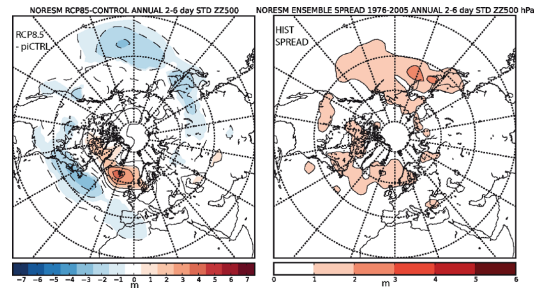 NORESM RCP85-CONTROL ANNUAL 2-6 day STD ZZ500
RCP8.5
- piCTRL
−7 −6 −5 −4 −3 −2 −1 0 1 2 3 4 5 6 7
m
NORESM ENSEMBLE SPREAD 1976-2005 ANNUAL 2-6 day STD ZZ500 hPa
HIST
SPREAD
0 1 2 3 4 5 6
m